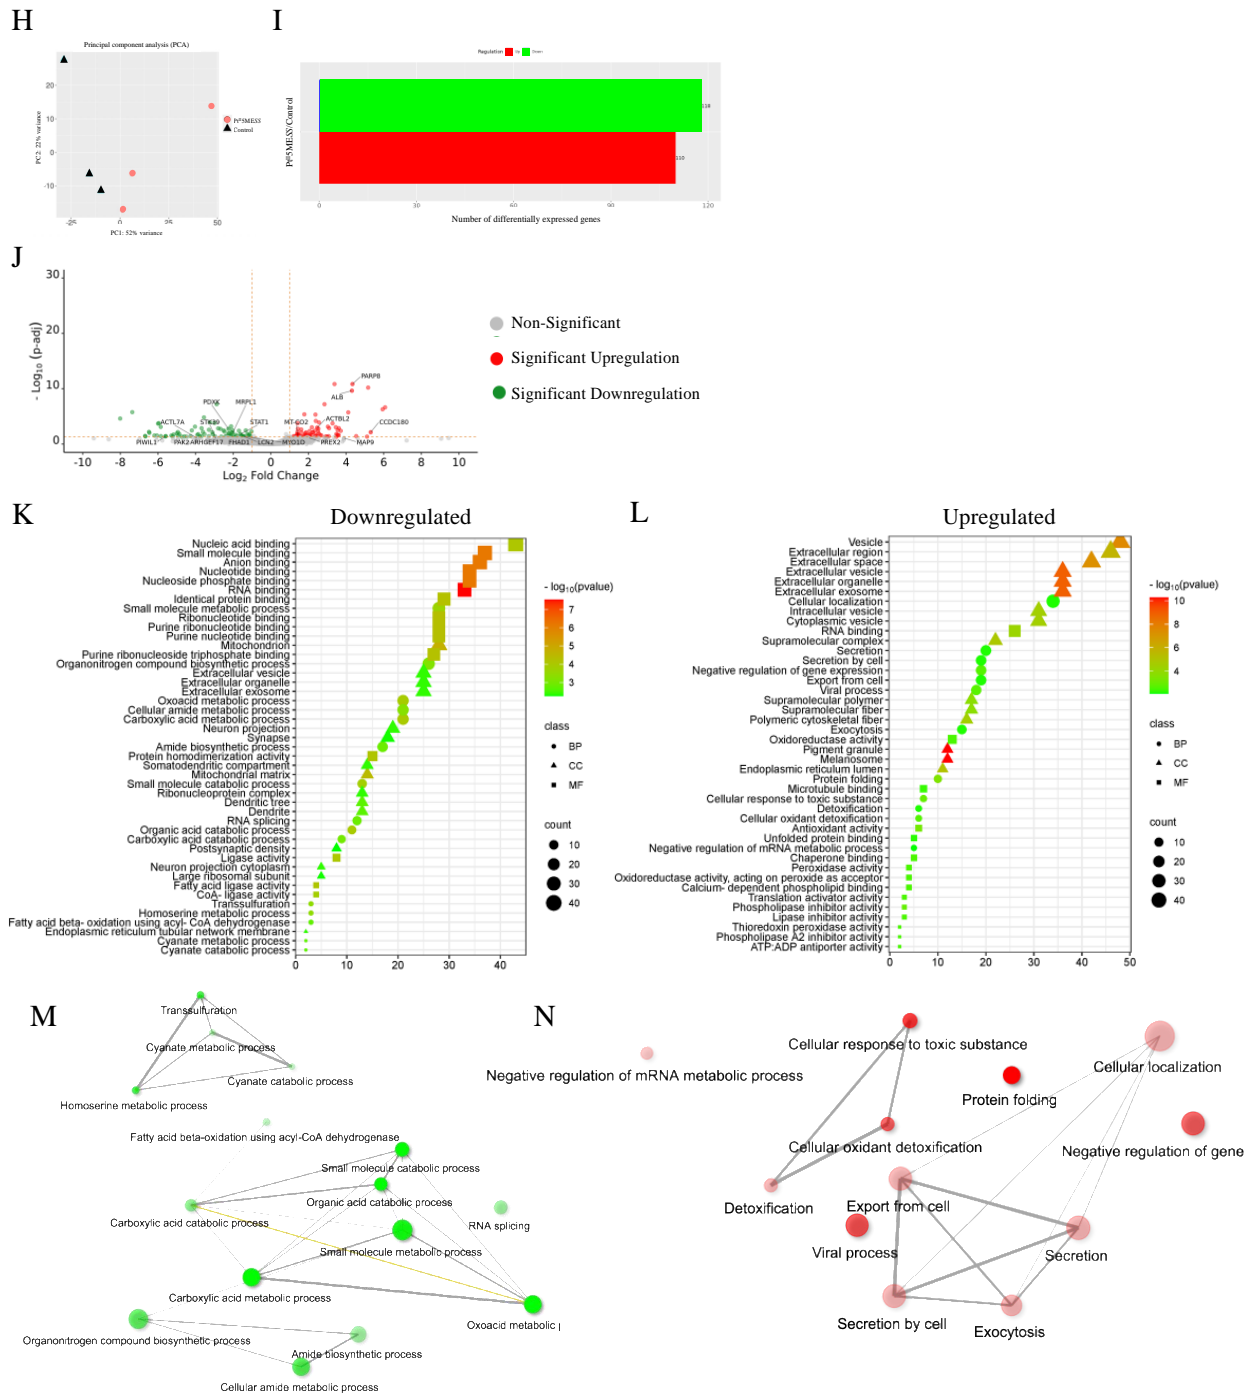 H
Principal component analysis (PCA)
20
10
0
-10
-25
0
25
50
PC2: 22% variance
PC1: 52% variance
Control
I
Regulation
Down
118
110
0
30
60
90
120
Number of differentially expressed genes
J
30
20
10
0
- Log10 (p-adj)
PARP8
ALB
PDXK
MRPL1
ACTL7A
STK39
STAT1
MT-CO2
ACTBL2
CCDC180
PIWIL1
PAK2
ARHGEF17
FHAD1
LCN2
MYO1D
PREX2
MAP9
-10 -8 -6 -4 -2 0 2 4 6 8 10
Log2 Fold Change
Non-Significant
Significant Upregulation
Significant Downregulation
K
Downregulated
Nucleic acid binding
Small molecule binding
Anion binding
Nucleotide binding
Nucleoside phosphate binding
RNA binding
Identical protein binding
Small molecule metabolic process
Ribonucleotide binding
Purine ribonucleotide binding
Purine nucleotide binding
Mitochondrion
Purine ribonucleoside triphosphate binding
Organonitrogen compound biosynthetic process
Extracellular vesicle
Extracellular organelle
Extracellular exosome
Oxoacid metabolic process
Cellular amide metabolic process
Carboxylic acid metabolic process
Neuron projection
Synapse
Amide biosynthetic process
Protein homodimerization activity
Somatodendritic compartment
Mitochondrial matrix
Small molecule catabolic process
Ribonucleoprotein complex
Dendritic tree
Dendrite
RNA splicing
Organic acid catabolic process
Carboxylic acid catabolic process
Postsynaptic density
Ligase activity
Neuron projection cytoplasm
Large ribosomal subunit
Fatty acid ligase activity
CoA- ligase activity
Transsulfuration
Homoserine metabolic process
Fatty acid beta- oxidation using acyl- CoA dehydrogenase
Endoplasmic reticulum tubular network membrane
Cyanate metabolic process
Cyanate catabolic process
0 10 20 30 40
- log10(pvalue)
7
6
5
4
3
class
BP
CC
MF
count
10
20
30
40
L
Upregulated
Vesicle
Extracellular region
Extracellular space
Extracellular vesicle
Extracellular organelle
Extracellular exosome
Cellular localization
Intracellular vesicle
Cytoplasmic vesicle
RNA binding
Supramolecular complex
Secretion
Secretion by cell
Negative regulation of gene expression
Export from cell
Viral process
Supramolecular polymer
Supramolecular fiber
Polymeric cytoskeletal fiber
Exocytosis
Oxidoreductase activity
Pigment granule
Melanosome
Endoplasmic reticulum lumen
Protein folding
Microtubule binding
Cellular response to toxic substance
Detoxification
Cellular oxidant detoxification
Antioxidant activity
Unfolded protein binding
Negative regulation of mRNA metabolic process
Chaperone binding
Peroxidase activity
Oxidoreductase activity, acting on peroxide as acceptor
Calcium- dependent phospholipid binding
Translation activator activity
Phospholipase inhibitor activity
Lipase inhibitor activity
Thioredoxin peroxidase activity
Phospholipase A2 inhibitor activity
ATP:ADP antiporter activity
0 10 20 30 40 50
- log10(pvalue)
10
8
6
4
class
BP
CC
MF
count
10
20
30
40
M
Transsulfuration
Cyanate metabolic process
Cyanate catabolic process
Homoserine metabolic process
Fatty acid beta-oxidation using acyl-CoA dehydrogenase
Small molecule catabolic process
Organic acid catabolic process
Carboxylic acid catabolic process
RNA splicing
Small molecule metabolic process
Carboxylic acid metabolic process
Oxoacid metabolic
Organonitrogen compound biosynthetic process
Amide biosynthetic process
Cellular amide metabolic process
N
Cellular response to toxic substance
Negative regulation of mRNA metabolic process
Cellular localization
Protein folding
Cellular oxidant detoxification
Negative regulation of gene
Detoxification
Export from cell
Viral process
Secretion
Secretion by cell
Exocytosis